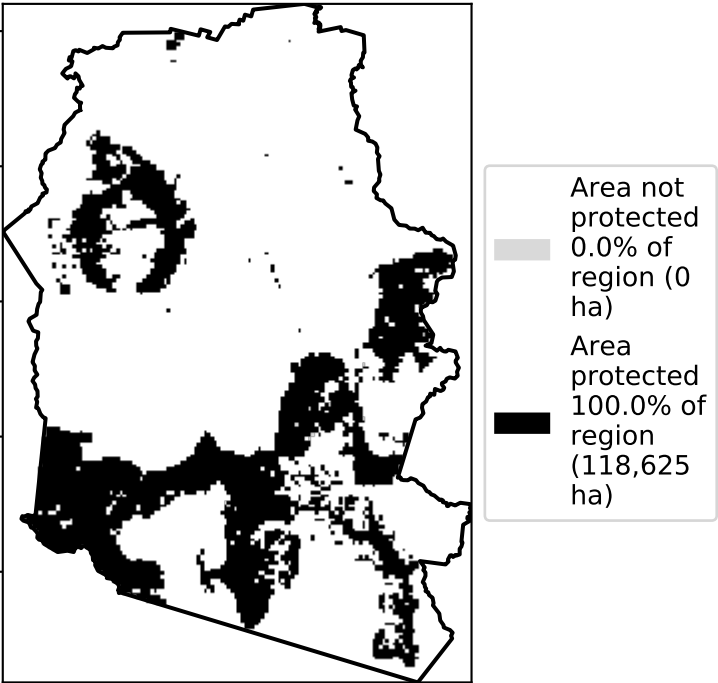 Area not
protected
0.0% of
region (0
ha)
Area
protected
100.0% of
region
(118,625
ha)